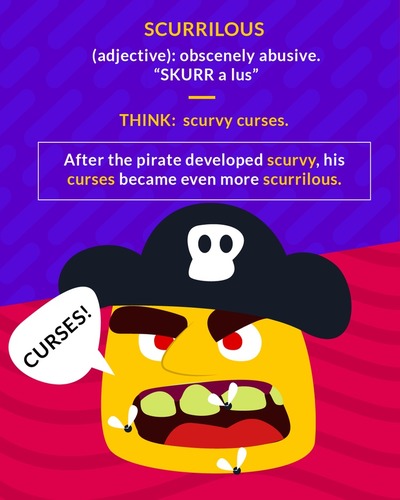 SCURRILOUS
(adjective): obscenely abusive.
“SKURR a lus”
THINK: scurvy curses.
After the pirate developed scurvy, his
curses became even more scurrilous.
CURSES!